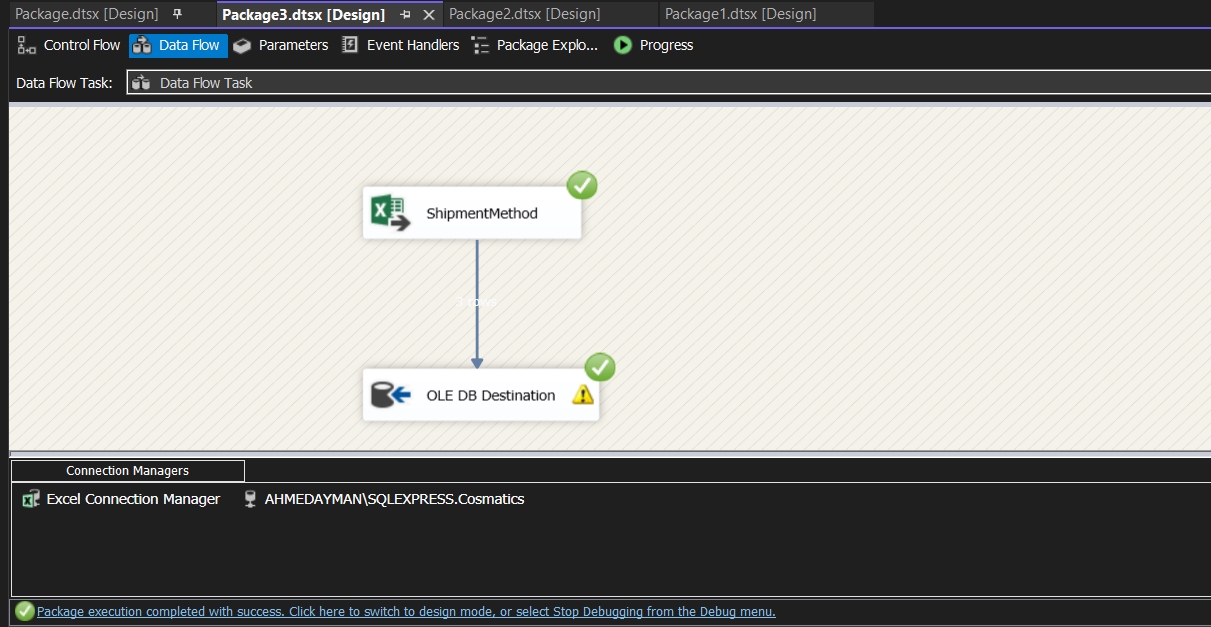 Package.dtsx [Design] Package3.dtsx [Design] Package2.dtsx [Design] Package1.dtsx [Design]
Control Flow Data Flow Parameters Event Handlers Package Explo... Progress
Data Flow Task: Data Flow Task
ShipmentMethod
3 rows
OLE DB Destination
Connection Managers
Excel Connection Manager AHMEDAYMAN\SQLEXPRESS.Cosmatics
Package execution completed with success. Click here to switch to design mode, or select Stop Debugging from the Debug menu.